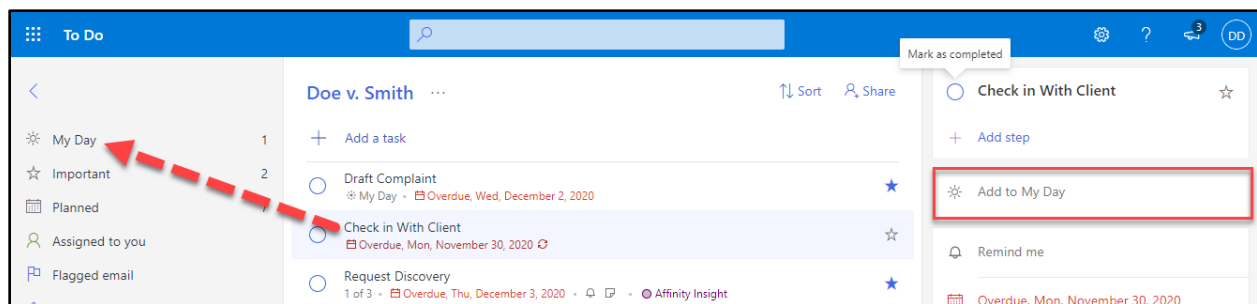 To Do
3
DD
Mark as completed
My Day 1
Important 2
Planned
Assigned to you
Flagged email
Doe v. Smith ...
Sort
Share
Add a task
Draft Complaint
My Day • Overdue, Wed, December 2, 2020
Check in With Client
Overdue, Mon, November 30, 2020
Request Discovery
1 of 3 • Overdue, Thu, December 3, 2020 • Affinity Insight
Check in With Client
Add step
Add to My Day
Remind me
Overdue, Mon, November 30, 2020